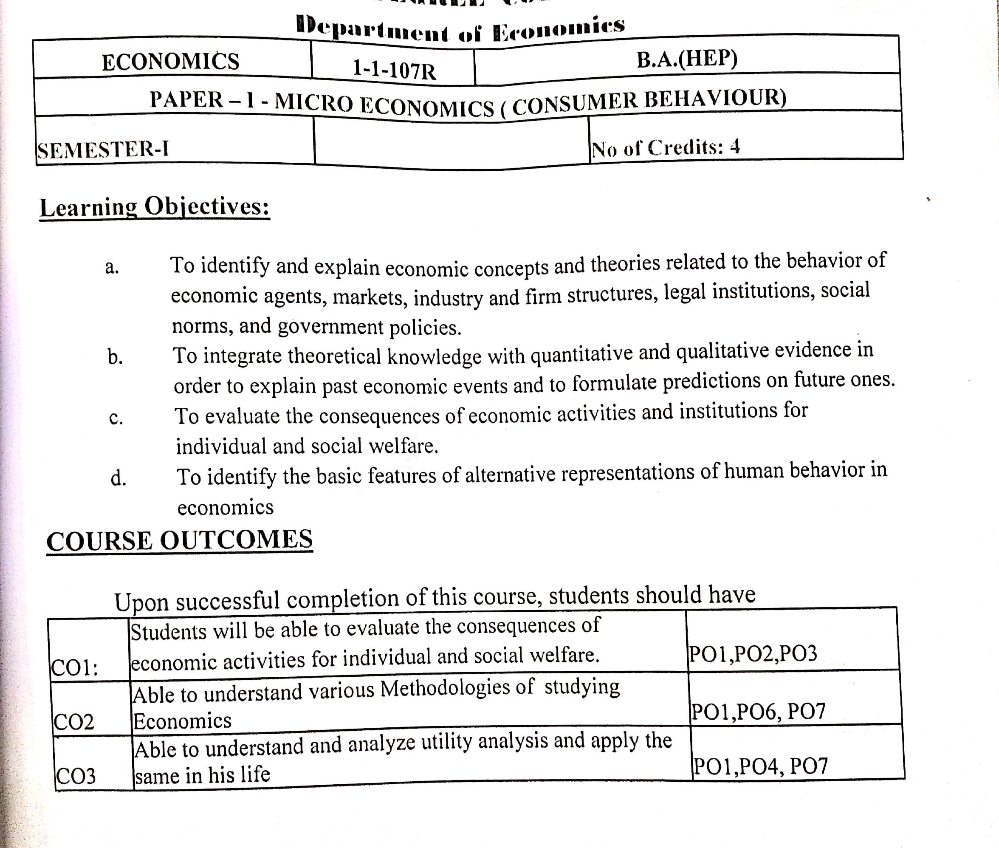 Department of Economics
ECONOMICS 1-1-107R B.A.(HEP)
PAPER – 1 - MICRO ECONOMICS ( CONSUMER BEHAVIOUR)
SEMESTER-I No of Credits: 4
Learning Objectives:
a. To identify and explain economic concepts and theories related to the behavior of
economic agents, markets, industry and firm structures, legal institutions, social
norms, and government policies.
b. To integrate theoretical knowledge with quantitative and qualitative evidence in
order to explain past economic events and to formulate predictions on future ones.
c. To evaluate the consequences of economic activities and institutions for
individual and social welfare.
d. To identify the basic features of alternative representations of human behavior in
economics
COURSE OUTCOMES
Upon successful completion of this course, students should have
Students will be able to evaluate the consequences of
CO1: economic activities for individual and social welfare. PO1,PO2,PO3
Able to understand various Methodologies of studying
CO2 Economics PO1,PO6, PO7
Able to understand and analyze utility analysis and apply the
CO3 same in his life PO1,PO4, PO7